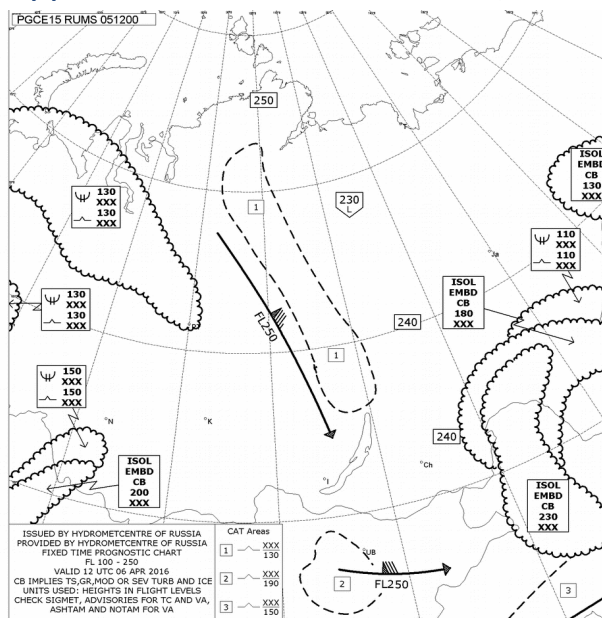 PGCE15 RUMS 051200
250
130
XXX
130
XXX
1
230
L
ISOL
EMBD
CB
130
XXX
110
XXX
110
XXX
Ja
ISOL
EMBD
CB
180
XXX
130
XXX
130
XXX
FL250
240
1
150
XXX
150
XXX
N
K
240
ISOL
EMBD
CB
200
XXX
I
Ch
ISOL
EMBD
CB
230
XXX
ISSUED BY HYDROMETCENTRE OF RUSSIA
PROVIDED BY HYDROMETCENTRE OF RUSSIA
FIXED TIME PROGNOSTIC CHART
FL 100 - 250
VALID 12 UTC 06 APR 2016
CB IMPLIES TS,GR,MOD OR SEV TURB AND ICE
UNITS USED: HEIGHTS IN FLIGHT LEVELS
CHECK SIGMET, ADVISORIES FOR TC AND VA,
ASHTAM AND NOTAM FOR VA
CAT Areas
1 XXX
130
2 XXX
190
3 XXX
150
UB
2
FL250
3